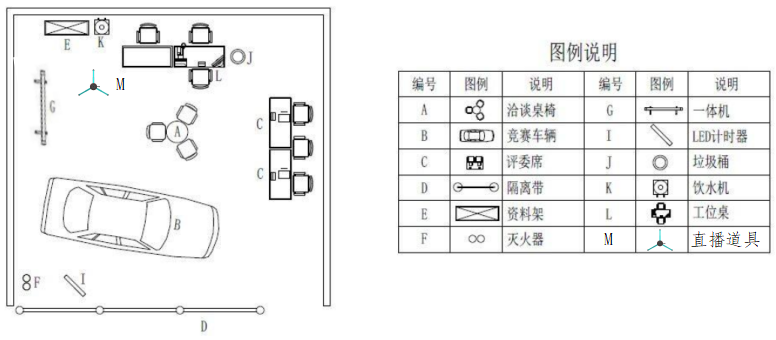 E
K
J
M
L
G
A
C
C
B
F
I
D
图例说明
编号 图例 说明 编号 图例 说明
A 洽谈桌椅 G 一体机
B 竞赛车辆 I LED计时器
C 评委席 J 垃圾桶
D 隔离带 K 饮水机
E 资料架 L 工位桌
F 灭火器 M 直播道具